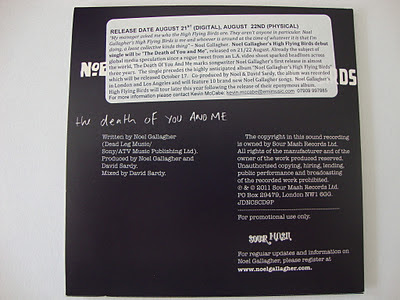 RELEASE DATE AUGUST 21ST (DIGITAL), AUGUST 22ND (PHYSICAL)
"My manager asked me who the High Flying Birds are. They aren't anyone in particular. Noel
Gallagher's High Flying Birds is me and whoever is around at the time of whatever it is that I'm
doing, a loose collective kinda thing" - Noel Gallagher. Noel Gallagher's High Flying Birds debut
single will be "The Death of You and Me", released on 21/22 August. Already the subject of
global media speculation since a rogue tweet from an L.A. video shoot sparked headlines across
the world, The Death Of You And Me marks songwriter Noel Gallagher's first release in almost
three years. The single precedes the highly anticipated album, "Noel Gallagher's High Flying Birds"
which will be released October 17. Co-produced by Noel & David Sardy, the album was recorded
in London and Los Angeles and will feature 10 brand new Noel Gallagher songs. Noel Gallagher's
High Flying Birds will tour later this year following the release of their eponymous album.
For more information please contact Kevin McCabe:
NOE
RDS
the death of YOU AND ME
Written by Noel Gallagher
(Dead Leg Music/
Sony/ATV Music Publishing Ltd).
Produced by Noel Gallagher and
David Sardy.
Mixed by David Sardy.
The copyright in this sound recording
is owned by Sour Mash Records Ltd.
All rights of the manufacturer and of the
owner of the work produced reserved.
Unauthorised copying, hiring, lending,
public performance and broadcasting
of the recorded work prohibited.
℗ & © 2011 Sour Mash Records Ltd.
PO Box 29479, London NW1 6GG.
JDNCSCD9P
For promotional use only.
SOUR MASH
For regular updates and information on
Noel Gallagher, please register at
www.noelgallagher.com.